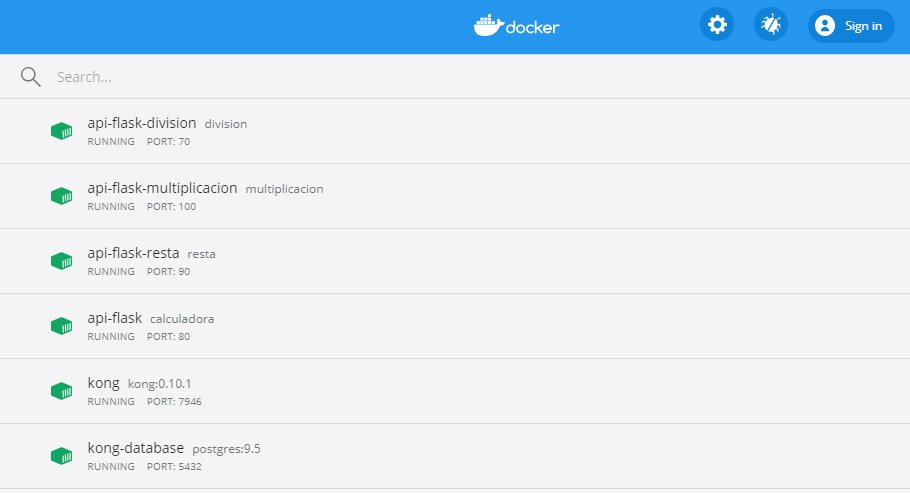 docker
Sign in
Search...
api-flask-division division
RUNNING PORT: 70
api-flask-multiplicacion multiplicacion
RUNNING PORT: 100
api-flask-resta resta
RUNNING PORT: 90
api-flask calculadora
RUNNING PORT: 80
kong kong:0.10.1
RUNNING PORT: 7946
kong-database postgres:9.5
RUNNING PORT: 5432